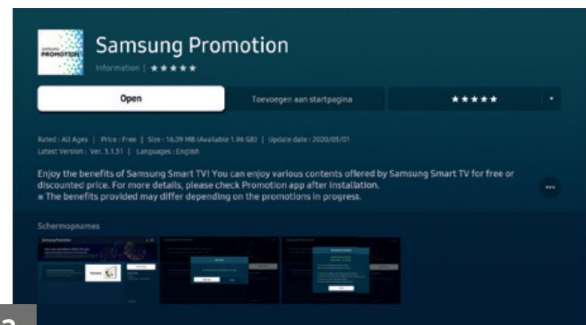 SAMSUNG
PROMOTION
Samsung Promotion
Information | ★★★★★
Open
Toevoegen aan startpagina
★★★★★
Rated : All Ages | Price : Free | Size : 16.09 MB (Available 1.96 GB) | Update date : 2020/03/01
Latest Version : Ver. 3.1.31 | Languages : English
Enjoy the benefits of Samsung Smart TV! You can enjoy various contents offered by Samsung Smart TV for free or
discounted price. For more details, please check Promotion app after Installation.
※ The benefits provided may differ depending on the promotions in progress.
Schermopnames
Samsung Promotion